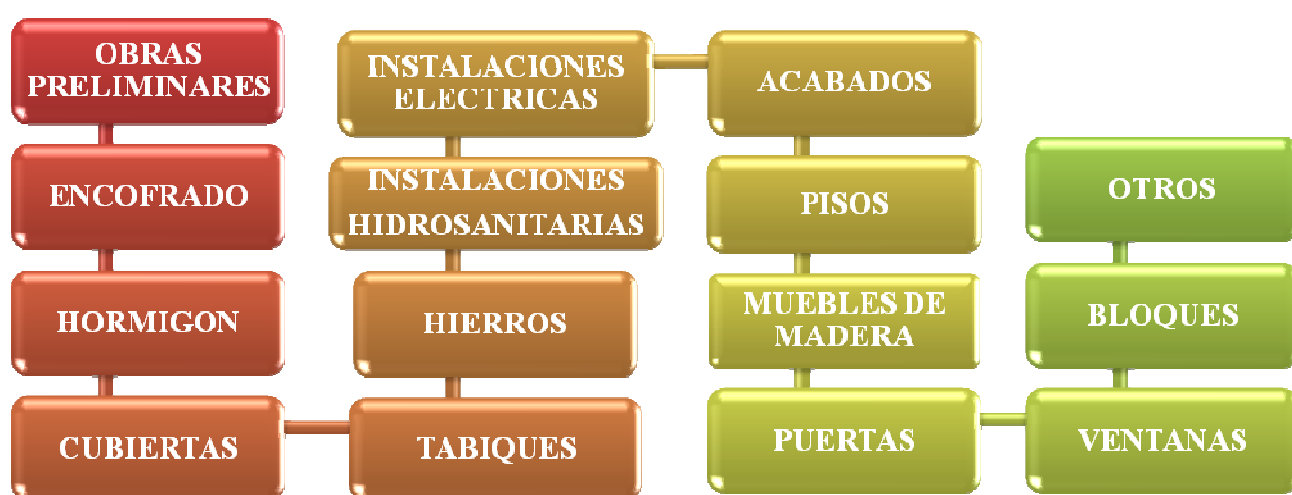 OBRAS
PRELIMINARES
ENCOFRADO
HORMIGON
CUBIERTAS
TABIQUES
HIERROS
INSTALACIONES
HIDROSANITARIAS
INSTALACIONES
ELECTRICAS
ACABADOS
PISOS
MUEBLES DE
MADERA
PUERTAS
VENTANAS
BLOQUES
OTROS